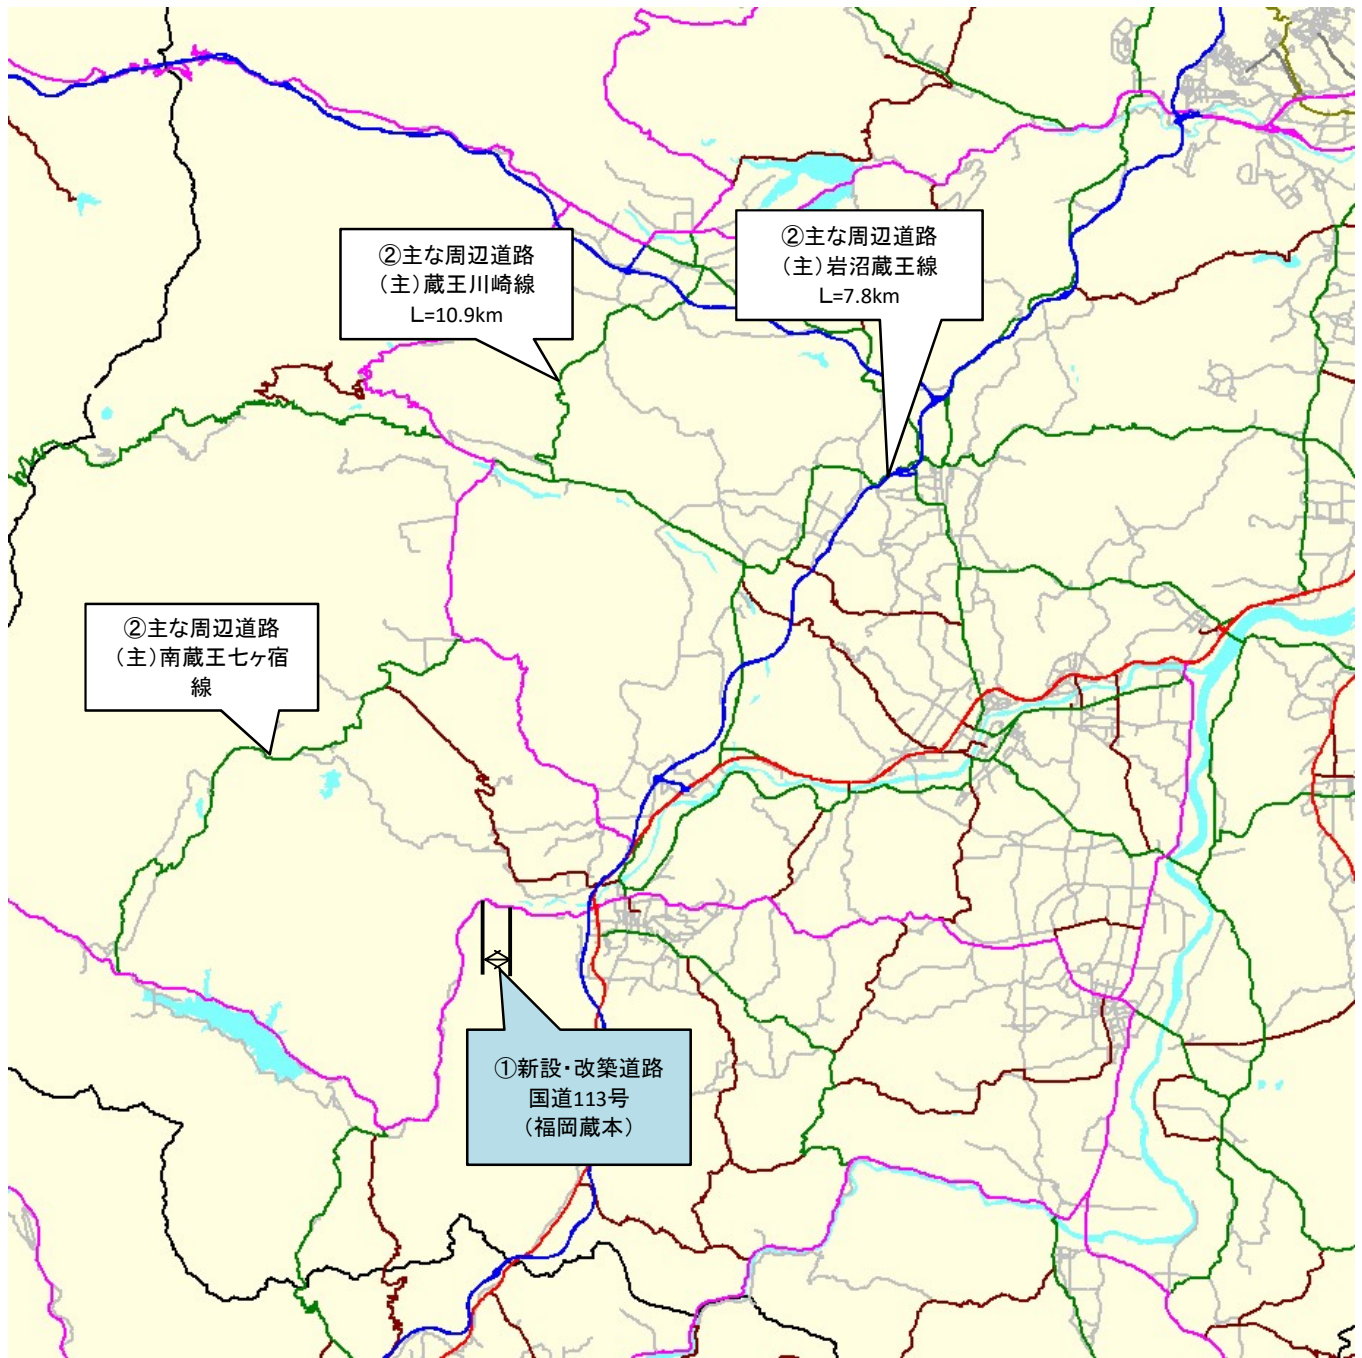 ②主な周辺道路
（主）蔵王川崎線
L=10.9km
②主な周辺道路
（主）岩沼蔵王線
L=7.8km
②主な周辺道路
（主）南蔵王七ヶ宿
線
①新設・改築道路
国道113号
（福岡蔵本）